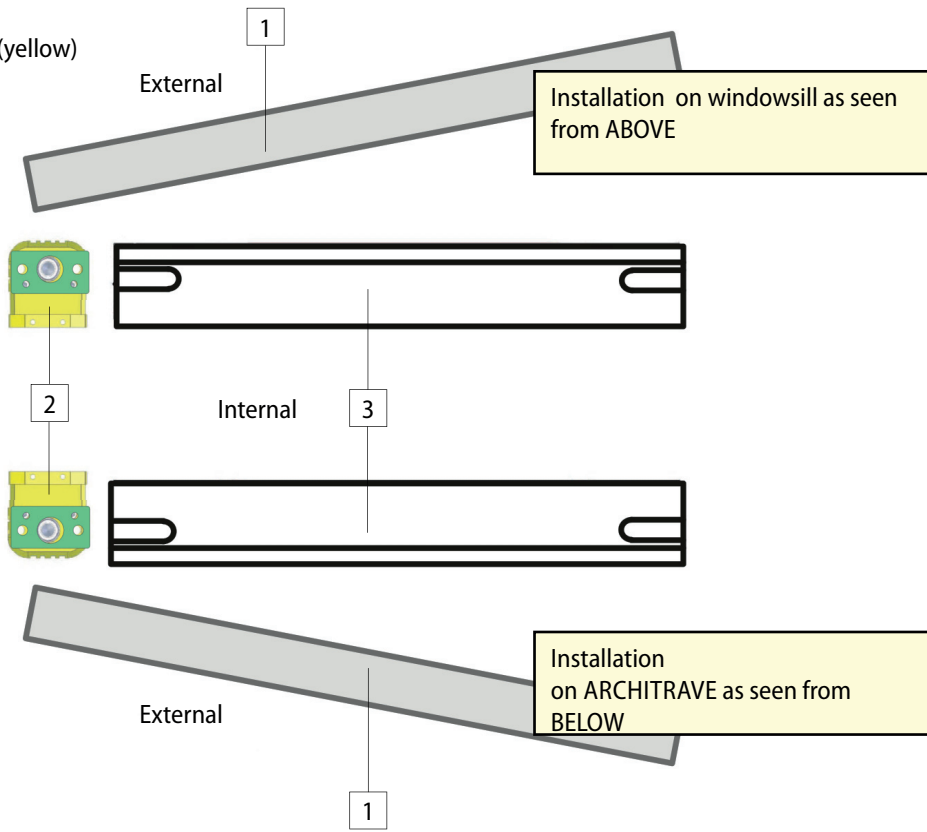 1
(yellow)
External
Installation on windowsill as seen
from ABOVE
2
Internal
3
Installation
on ARCHITRAVE as seen from
BELOW
External
1